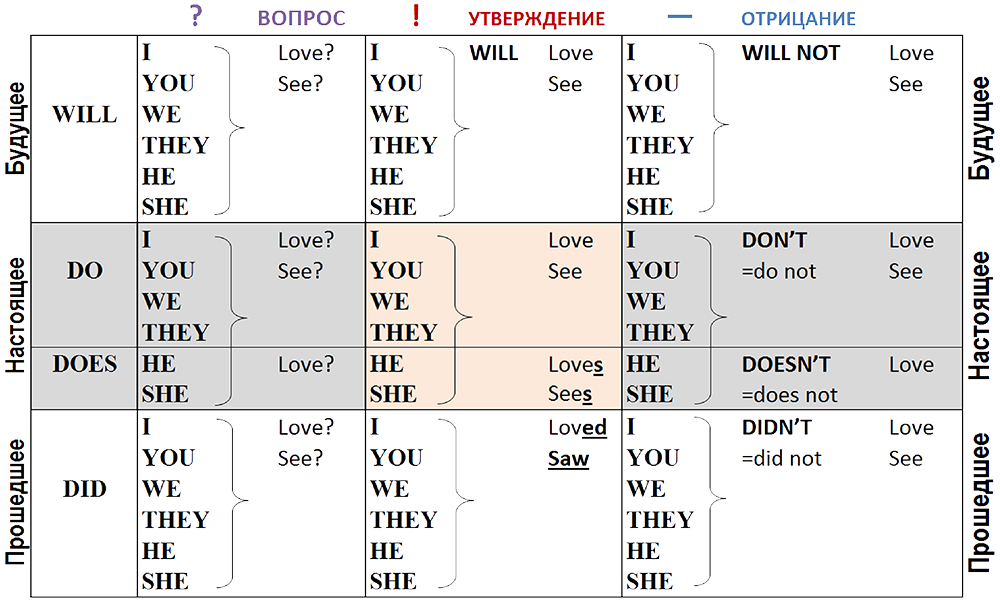 ? ВОПРОС ! УТВЕРЖДЕНИЕ — ОТРИЦАНИЕ
Будущее
WILL
I Love? I WILL Love I WILL NOT Love
YOU See? YOU See YOU See
WE WE WE
THEY THEY THEY
HE HE HE
SHE SHE SHE
Будущее
Настоящее
DO
I Love? I Love I DON'T Love
YOU See? YOU See YOU =do not See
WE WE WE
THEY THEY THEY
DOES
HE Love? HE Loves HE DOESN'T Love
SHE SHE Sees SHE =does not
Настоящее
Прошедшее
DID
I Love? I Loved I DIDN'T Love
YOU See? YOU Saw YOU =did not See
WE WE WE
THEY THEY THEY
HE HE HE
SHE SHE SHE
Прошедшее